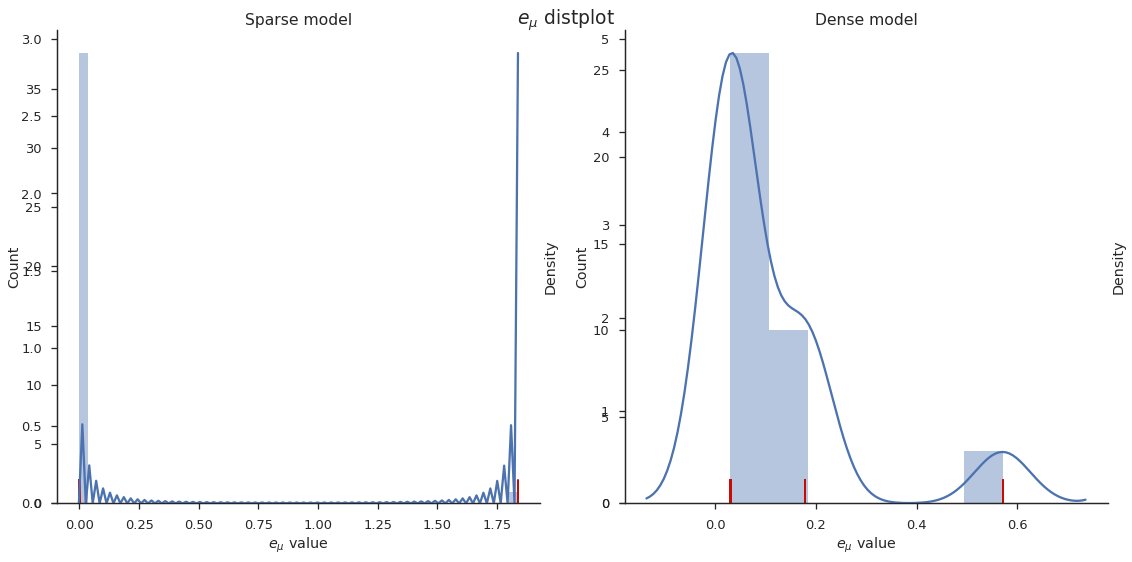 $e_\mu$ distplot
Sparse model
3.0
35
2.5
30
2.0
25
20
1.5
15
1.0
10
0.5
5
0.0
0
Count
Density
0.00 0.25 0.50 0.75 1.00 1.25 1.50 1.75
$e_\mu$ value
Dense model
5
25
4
20
3
15
2
10
1
5
0
0
Count
Density
0.0 0.2 0.4 0.6
$e_\mu$ value